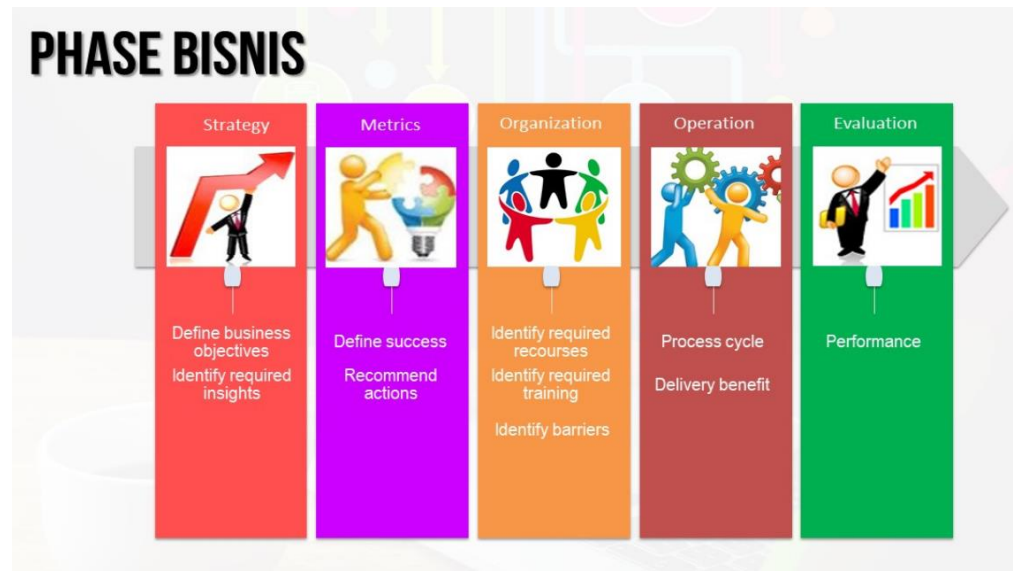 PHASE BISNIS
Strategy
Define business
objectives
Identify required
insights
Metrics
Define success
Recommend
actions
Organization
Identify required
recourses
Identify required
training
Identify barriers
Operation
Process cycle
Delivery benefit
Evaluation
Performance